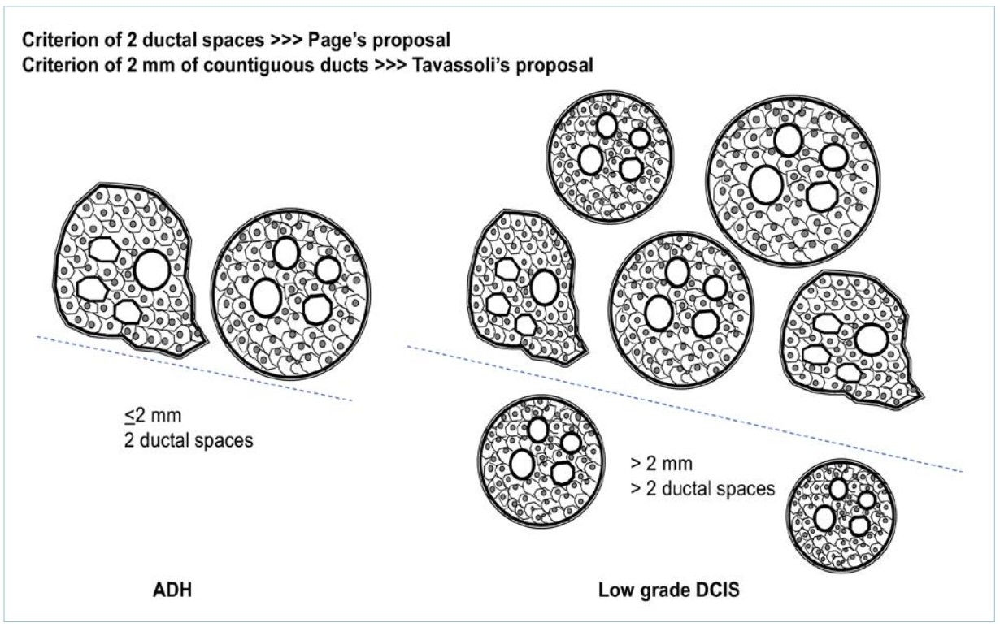 Criterion of 2 ductal spaces >>> Page's proposal
Criterion of 2 mm of countiguous ducts >>> Tavassoli's proposal
≤2 mm
2 ductal spaces
> 2 mm
> 2 ductal spaces
ADH
Low grade DCIS